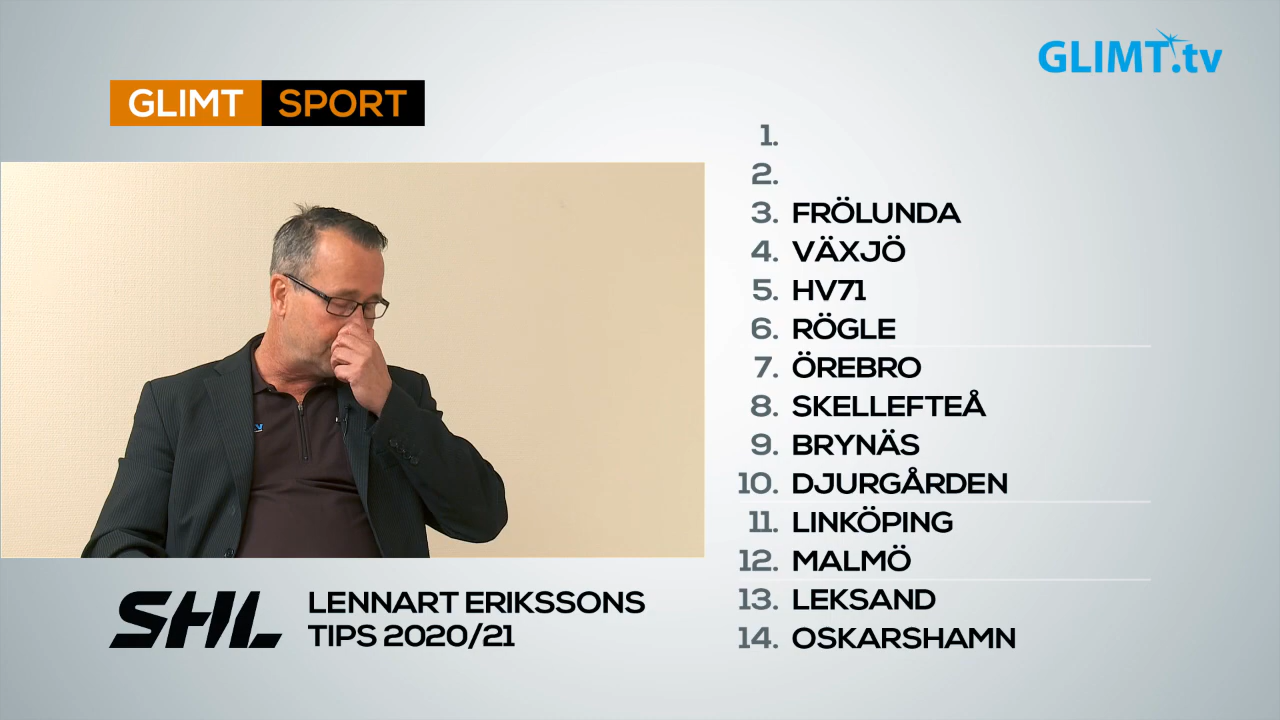 GLIMT.tv
GLIMT SPORT
1.
2.
3. FRÖLUNDA
4. VÄXJÖ
5. HV71
6. RÖGLE
7. ÖREBRO
8. SKELLEFTEÅ
9. BRYNÄS
10. DJURGÅRDEN
11. LINKÖPING
12. MALMÖ
13. LEKSAND
14. OSKARSHAMN
SHL
LENNART ERIKSSONS
TIPS 2020/21